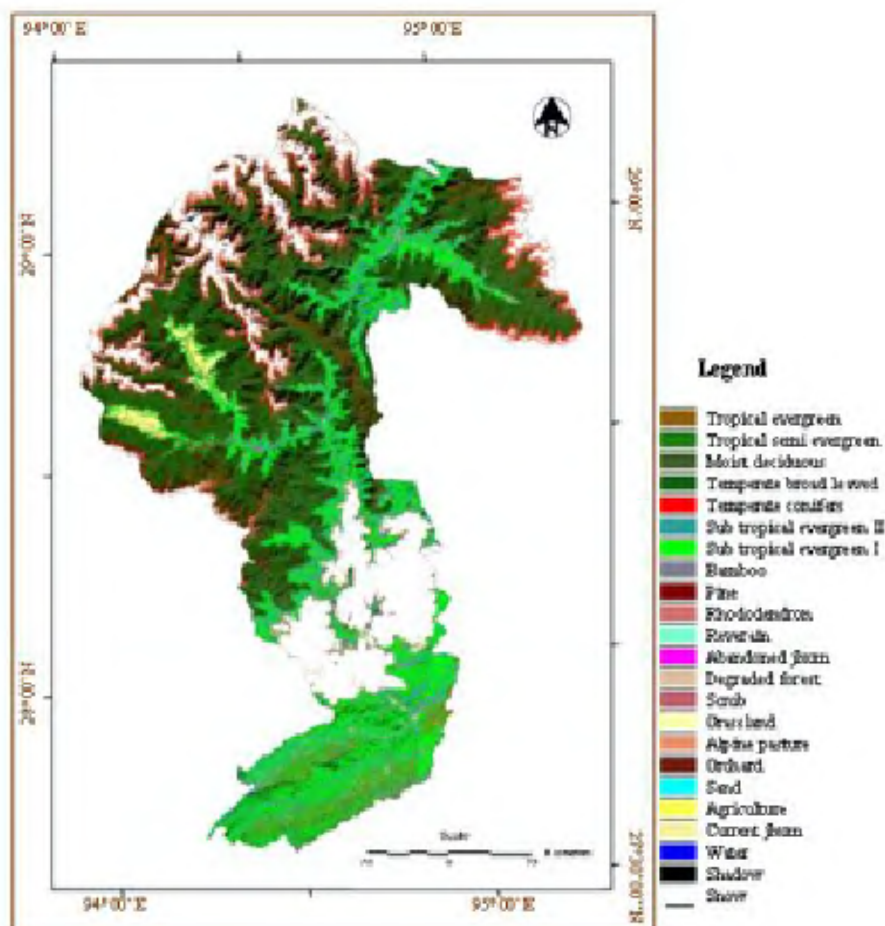 94°00'E
95°00'E
N
29°00'N
29°00'N
28°00'N
Legend
Tropical evergreen
Tropical semi evergreen
Moist deciduous
Temperate broad leaved
Temperate conifers
Sub tropical evergreen II
Sub tropical evergreen I
Bamboo
Pine
Rhododendron
Abandoned jhum
Degraded forest
Scrub
Grassland
Alpine pasture
Orchard
Sand
Agriculture
Current jhum
Water
Shadow
Snow
Scale
94°00'E
95°00'E